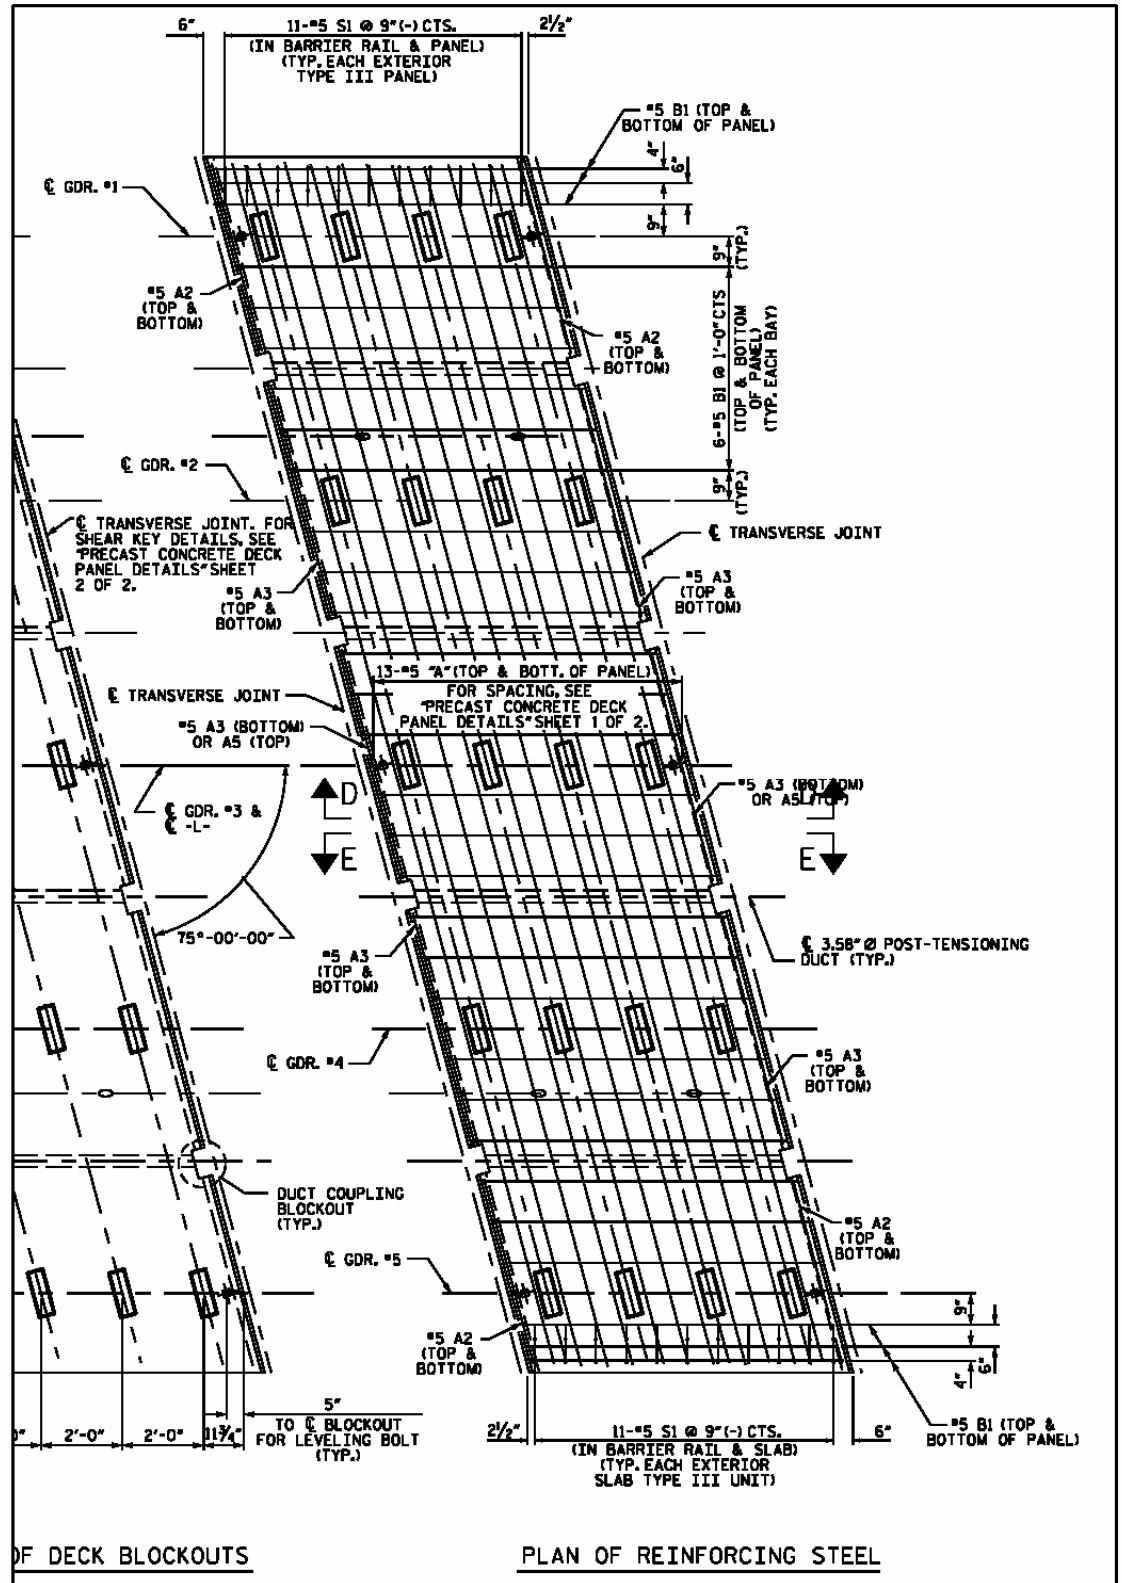 6"
11-#5 S1 @ 9"(-) CTS.
2½"
(IN BARRIER RAIL & PANEL)
(TYP. EACH EXTERIOR
TYPE III PANEL)
#5 B1 (TOP &
BOTTOM OF PANEL)
4"
6"
9"
℄ GDR. #1
9"
(TYP.)
#5 A2
(TOP &
BOTTOM)
#5 A2
(TOP &
BOTTOM)
6-#5 B1 @ 1'-0" CTS
(TOP & BOTTOM
OF PANEL)
(TYP. EACH BAY)
℄ GDR. #2
9"
(TYP.)
℄ TRANSVERSE JOINT. FOR
SHEAR KEY DETAILS, SEE
"PRECAST CONCRETE DECK
PANEL DETAILS" SHEET
2 OF 2.
℄ TRANSVERSE JOINT
#5 A3
(TOP &
BOTTOM)
#5 A3
(TOP &
BOTTOM)
13-#5 "A" (TOP & BOTT. OF PANEL)
FOR SPACING, SEE
"PRECAST CONCRETE DECK
PANEL DETAILS" SHEET 1 OF 2.
℄ TRANSVERSE JOINT
#5 A3 (BOTTOM)
OR A5 (TOP)
#5 A3 (BOTTOM)
OR A5 (TOP)
D
D
℄ GDR. #3 &
℄ -L-
E
E
75°-00'-00"
#5 A3
(TOP &
BOTTOM)
℄ 3.58" Ø POST-TENSIONING
DUCT (TYP.)
℄ GDR. #4
#5 A3
(TOP &
BOTTOM)
DUCT COUPLING
BLOCKOUT
(TYP.)
#5 A2
(TOP &
BOTTOM)
℄ GDR. #5
9"
#5 A2
(TOP &
BOTTOM)
4"
6"
5"
TO ℄ BLOCKOUT
FOR LEVELING BOLT
(TYP.)
0"
2'-0"
2'-0"
11¾"
2½"
11-#5 S1 @ 9"(-) CTS.
6"
(IN BARRIER RAIL & SLAB)
(TYP. EACH EXTERIOR
SLAB TYPE III UNIT)
#5 B1 (TOP &
BOTTOM OF PANEL)
OF DECK BLOCKOUTS
PLAN OF REINFORCING STEEL